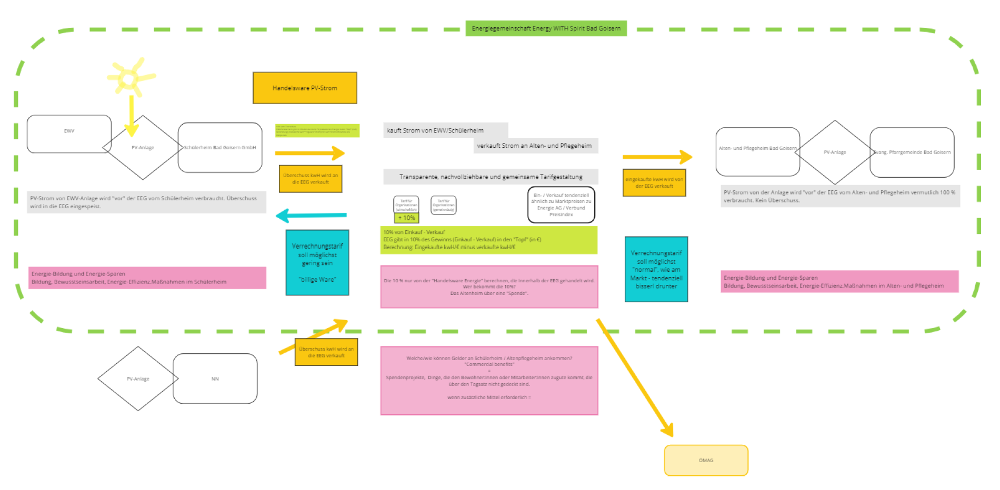 Energiegemeinschaft Energy WITH Spirit Bad Goisern
Handelsware PV-Strom
EWV
PV-Anlage
Schülerheim Bad Goisern GmbH
PV-Strom von EWV-Anlage wird "vor" der EEG vom Schülerheim verbraucht. Überschuss
wird in die EEG eingespeist.
Energie-Bildung und Energie-Sparen
Bildung, Bewusstseinsarbeit, Energie-Effizienz.Maßnahmen im Schülerheim
Überschuss kwH wird an
die EEG verkauft
Verrechnungstarif
soll möglichst
gering sein
"billige Ware"
kauft Strom von EWV/Schülerheim
verkauft Strom an Alten- und Pflegeheim
Transparente, nachvollziehbare und gemeinsame Tarifgestaltung
Tarif für
Organisationen
(wirtschaftlich)
+ 10%
Tarif für
Organisationen
(gemeinnüzig)
Ein- / Verkauf tendenziell
ähnlich zu Marktpreisen zu
Energie AG / Verbund
Preisindex
10% von Einkauf - Verkauf
EEG gibt in 10% des Gewinns (Einkauf - Verkauf) in den "Topf" (in €)
Berechnung: Eingekaufte kwH/€ minus verkaufte kwH/€
Die 10 % nur von der "Handelsware Energie" berechnen, die innerhalb der EEG gehandelt wird.
Wer bekommt die 10%?
Das Altenheim über eine "Spende".
eingekaufte kwH wird von
der EEG verkauft
Verrechnungstarif
soll möglichst
"normal", wie am
Markt - tendenziell
bisserl drunter
Alten- und Pflegeheim Bad Goisern
PV-Anlage
Evang. Pfarrgemeinde Bad Goisern
PV-Strom von der Anlage wird "vor" der EEG vom Alten- und Pflegeheim vermutlich 100 %
verbraucht. Kein Überschuss.
Energie-Bildung und Energie-Sparen
Bildung, Bewusstseinsarbeit, Energie-Effizienz.Maßnahmen im Alten- und Pflegeheim
PV-Anlage
NN
Überschuss kwH wird an
die EEG verkauft
Welche/wie können Gelder an Schülerheim / Altenpflegeheim ankommen?
"Commercial benefits"
=
Spendenprojekte, Dinge, die den Bewohner:innen oder Mitarbeiter:innen zugute kommt, die
über den Tagsatz nicht gedeckt sind.
wenn zusätzliche Mittel erforderlich =
OMAG